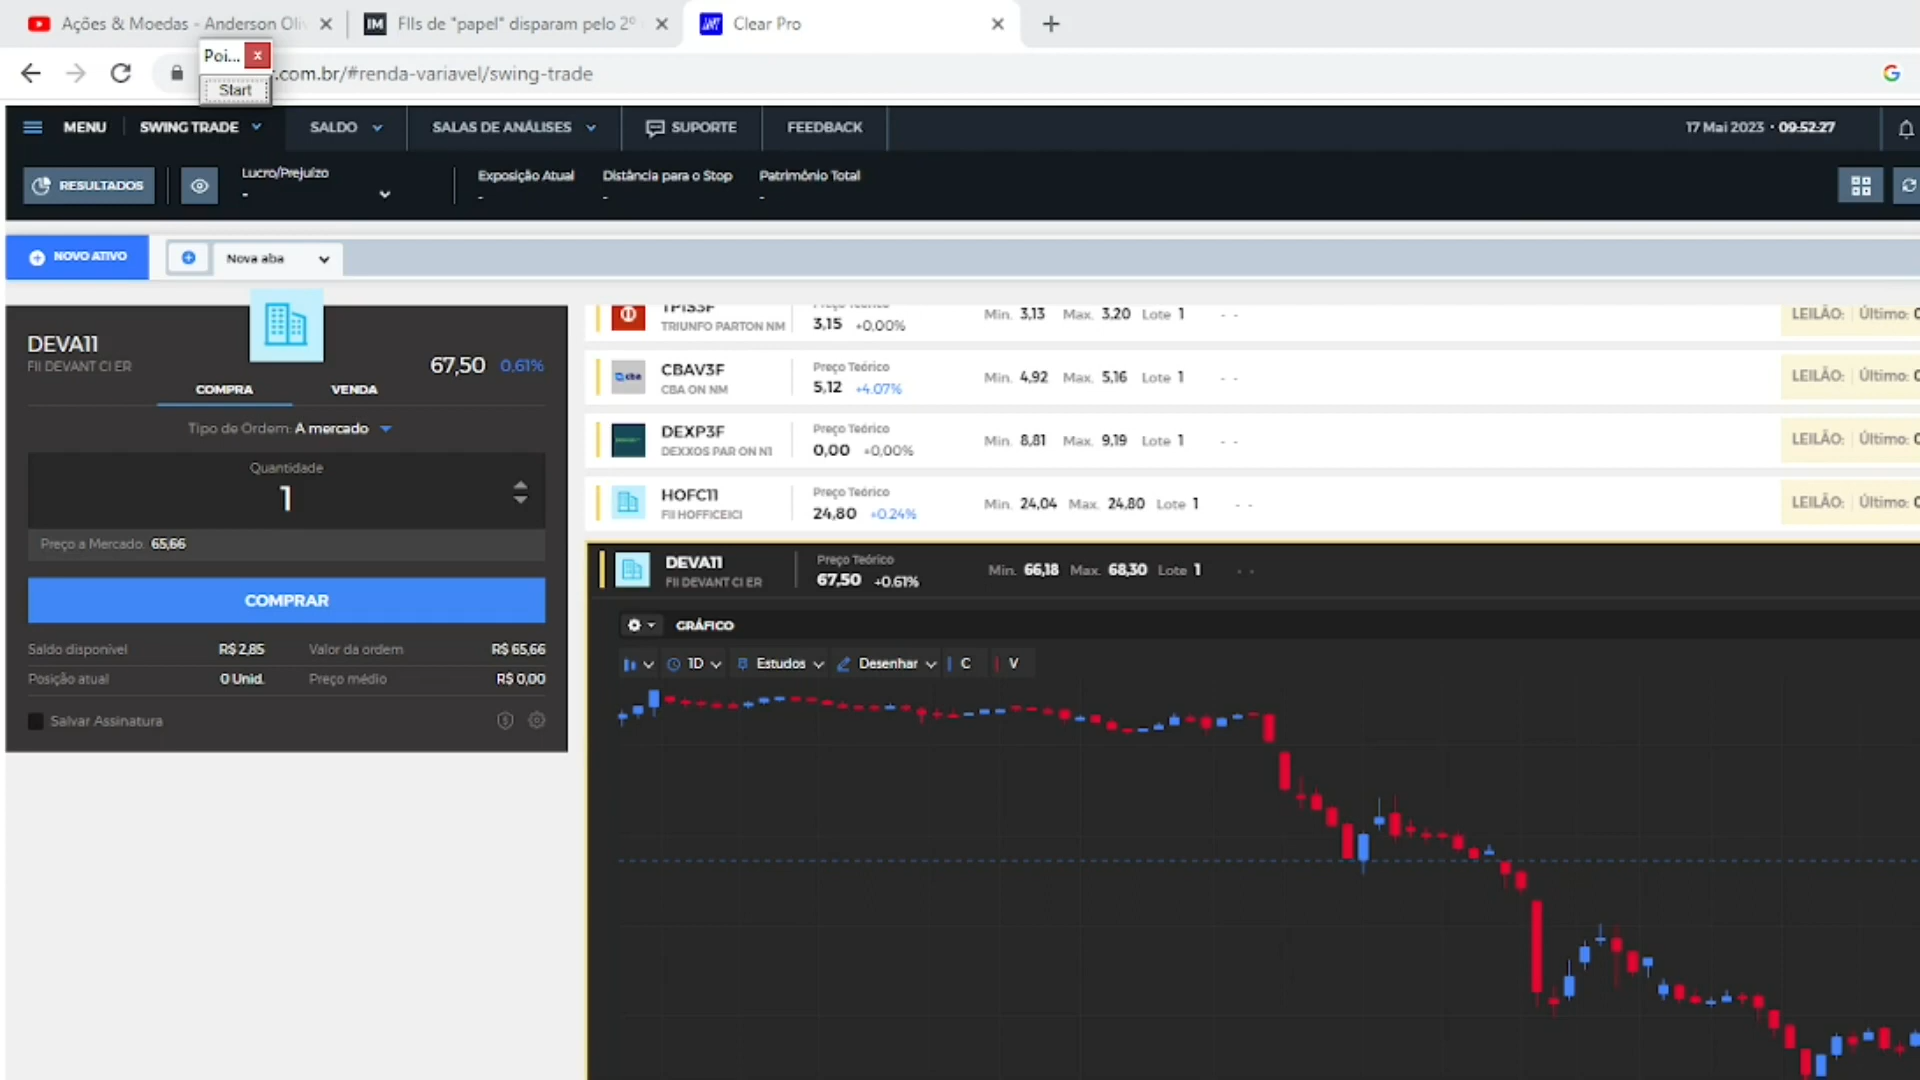 Ações & Moedas - Anderson Oli
FIIs de "papel" disparam pelo 2º
Clear Pro
Poi...
Start
.com.br/#renda-variavel/swing-trade
MENU
SWING TRADE
SALDO
SALAS DE ANÁLISES
SUPORTE
FEEDBACK
17 Mai 2023 • 09:52:27
RESULTADOS
Lucro/Prejuízo
-
Exposição Atual
-
Distância para o Stop
-
Patrimônio Total
-
NOVO ATIVO
Nova aba
DEVA11
FII DEVANT CI ER
67,50 0,61%
COMPRA
VENDA
Tipo de Ordem: A mercado
Quantidade
1
Preço a Mercado: 65,66
COMPRAR
Saldo disponível R$ 2,85 Valor da ordem R$ 65,66
Posição atual 0 Unid. Preço médio R$ 0,00
Salvar Assinatura
TPIS3F
TRIUNFO PARTON NM
Preço Teórico
3,15 +0,00%
Min. 3,13 Max. 3,20 Lote 1 - -
LEILÃO: Último: 0
CBAV3F
CBA ON NM
Preço Teórico
5,12 +4.07%
Min. 4,92 Max. 5,16 Lote 1 - -
LEILÃO: Último: 0
DEXP3F
DEXXOS PAR ON N1
Preço Teórico
0,00 +0,00%
Min. 8,81 Max. 9,19 Lote 1 - -
LEILÃO: Último: 0
HOFC11
FII HOFFICEICI
Preço Teórico
24,80 +0.24%
Min. 24,04 Max. 24,80 Lote 1 - -
LEILÃO: Último: 0
DEVA11
FII DEVANT CI ER
Preço Teórico
67,50 +0.61%
Min. 66,18 Max. 68,30 Lote 1 - -
GRÁFICO
1D
Estudos
Desenhar
C
V